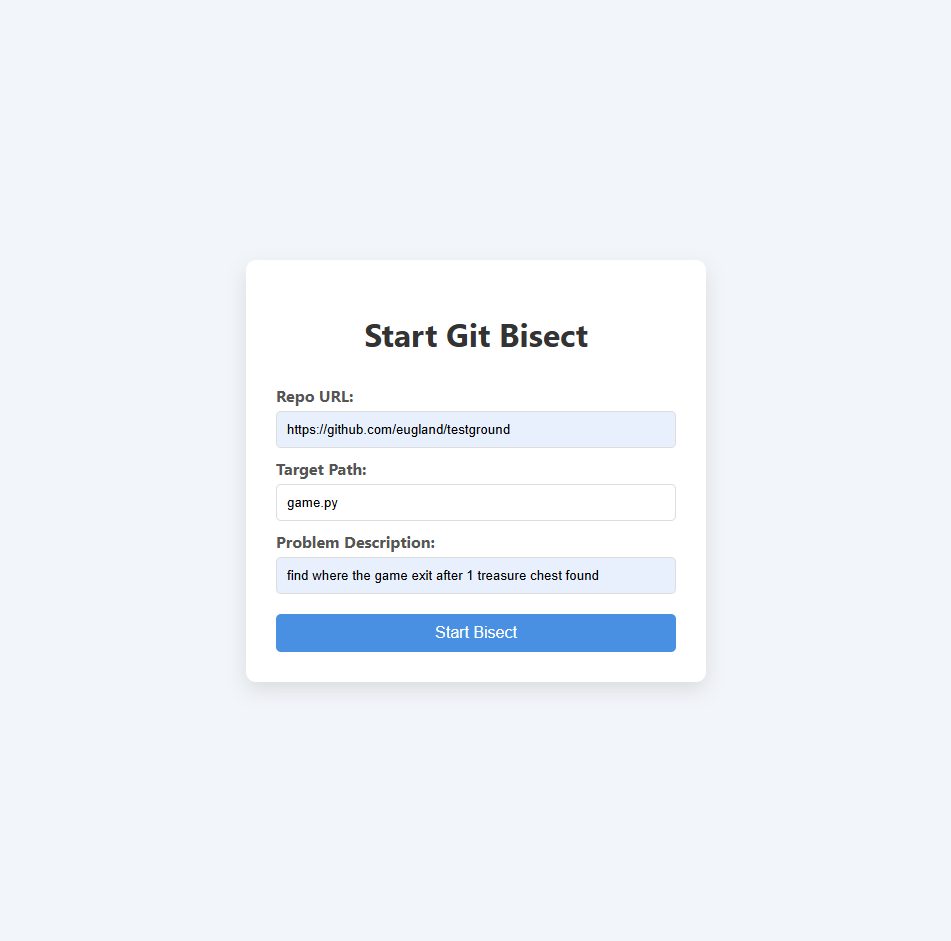 Start Git Bisect
Repo URL:
https://github.com/eugland/testground
Target Path:
game.py
Problem Description:
find where the game exit after 1 treasure chest found
Start Bisect